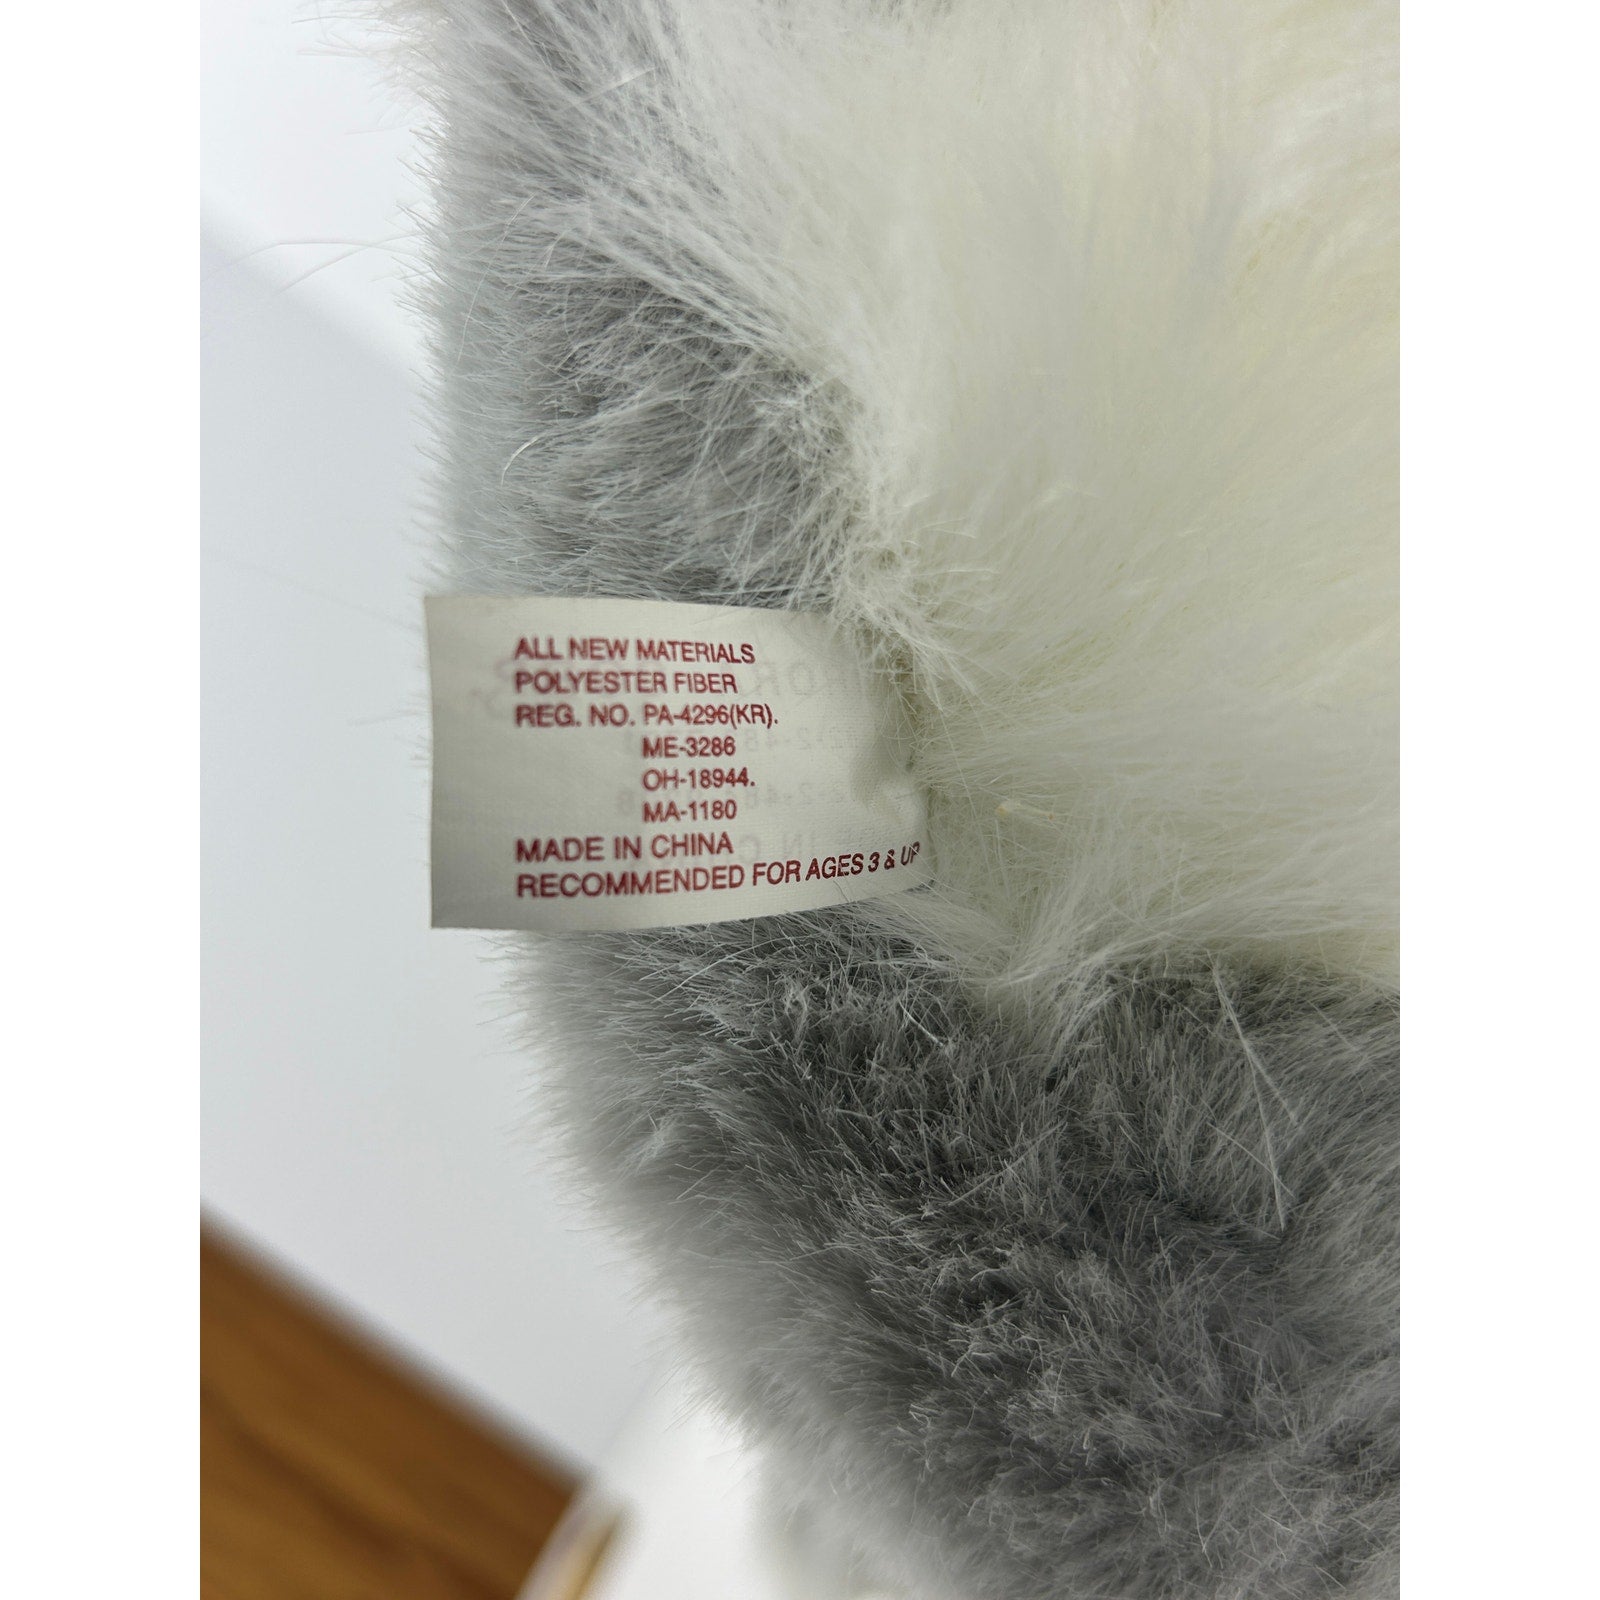 ALL NEW MATERIALS
POLYESTER FIBER
REG. NO. PA-4296(KR).
ME-3286
OH-18944.
MA-1180
MADE IN CHINA
RECOMMENDED FOR AGES 3 & UP